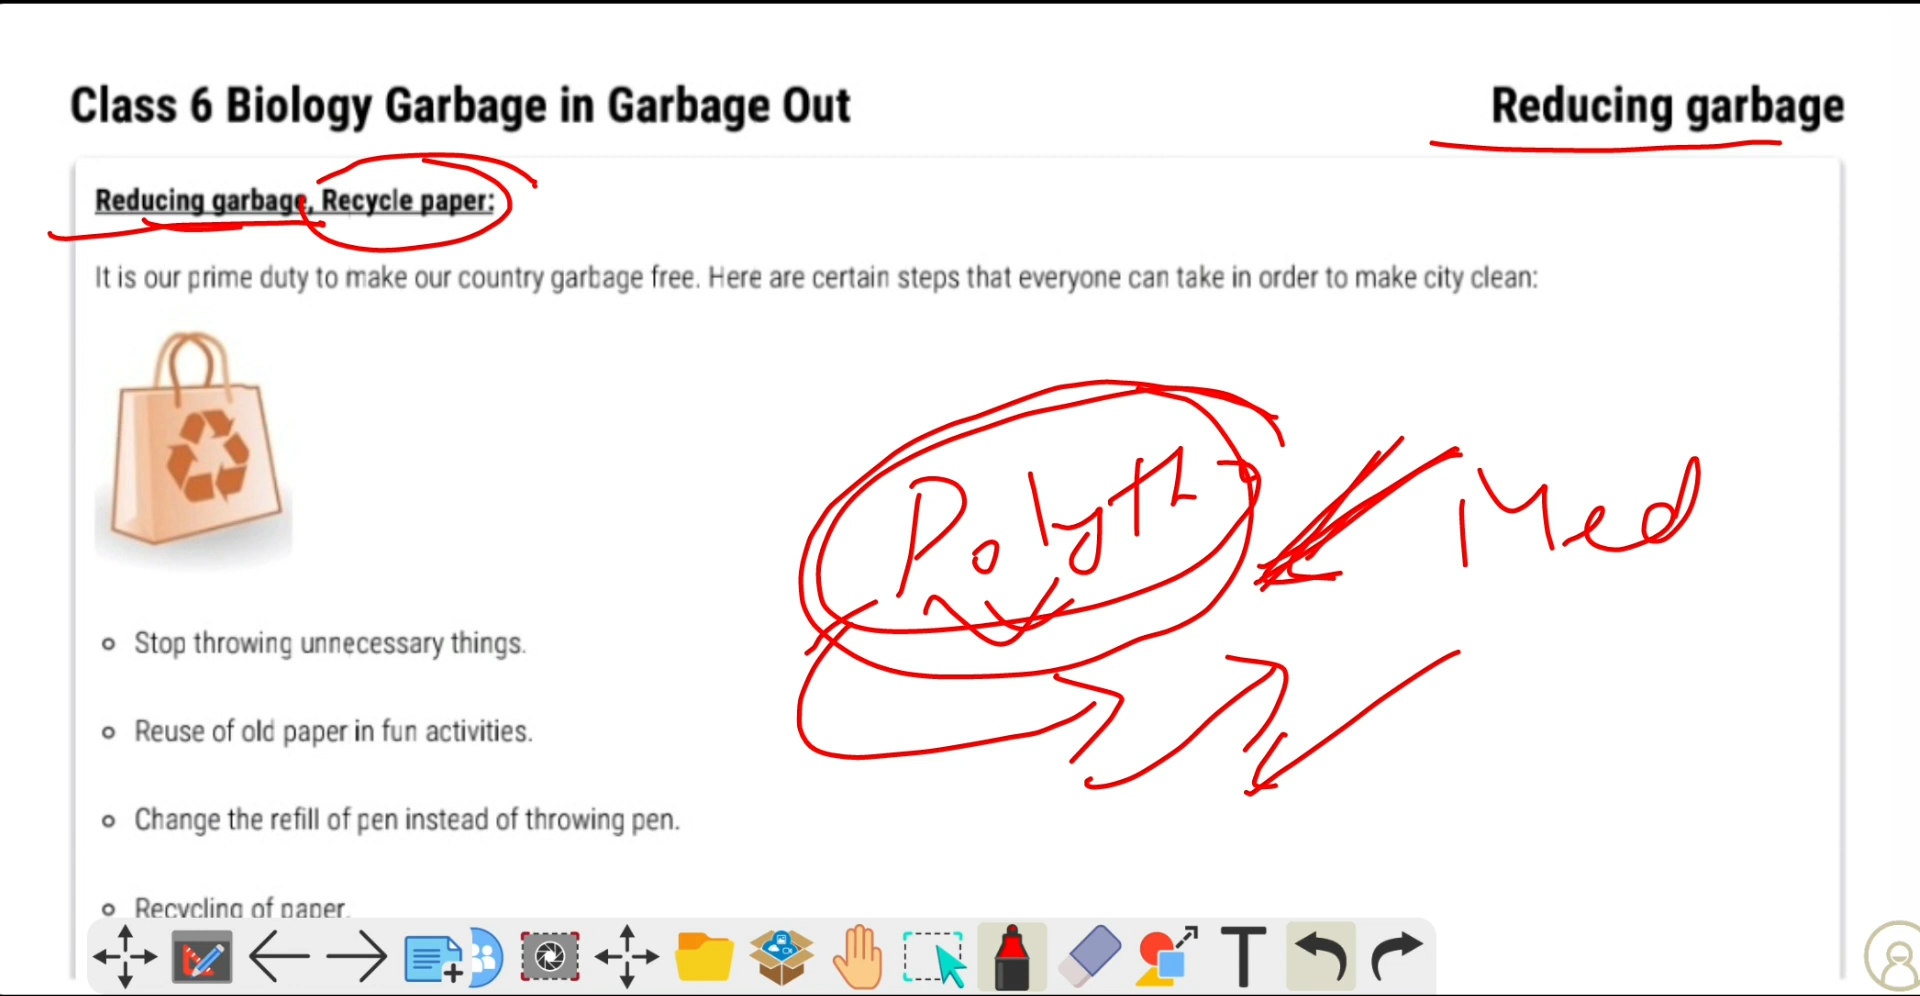 Class 6 Biology Garbage in Garbage Out
Reducing garbage
Reducing garbage, Recycle paper:
It is our prime duty to make our country garbage free. Here are certain steps that everyone can take in order to make city clean:
Polyth
Med
Stop throwing unnecessary things.
Reuse of old paper in fun activities.
Change the refill of pen instead of throwing pen.
Recycling of paper.